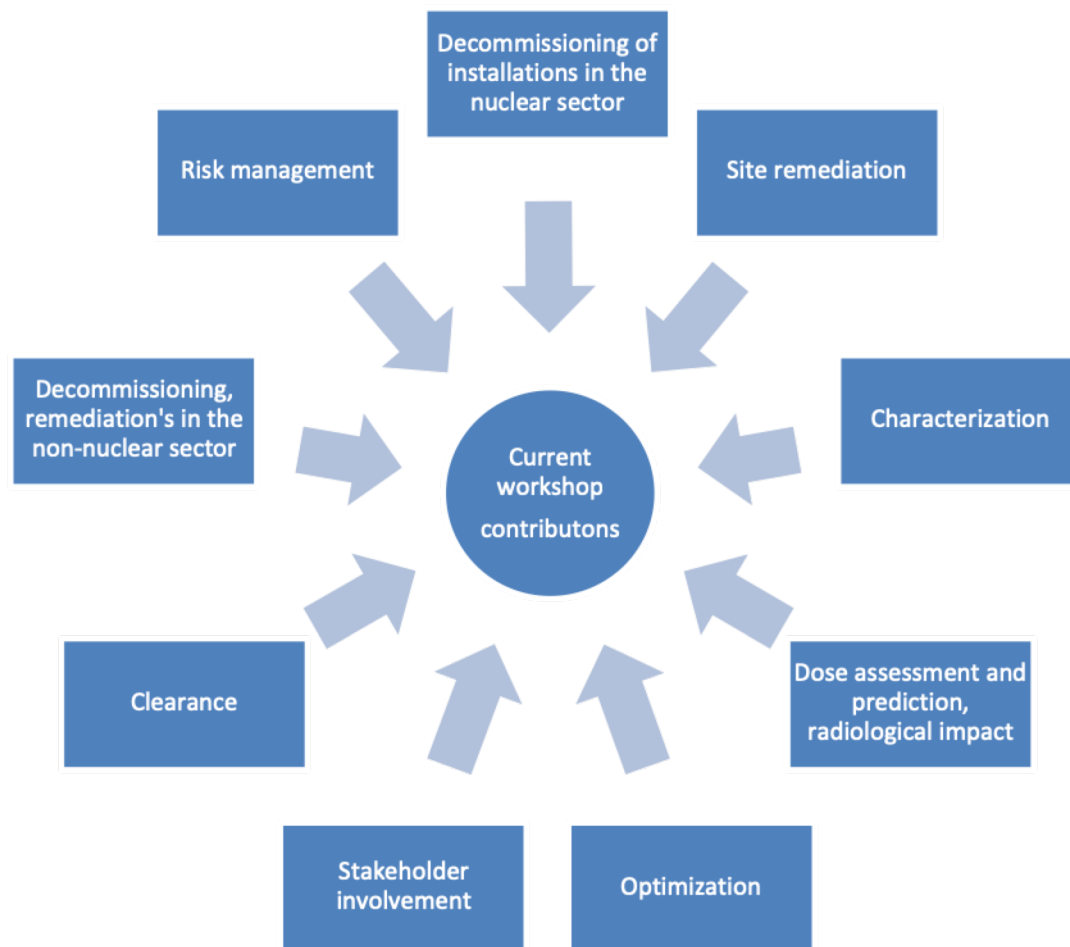 Decommissioning of
installations in the
nuclear sector
Risk management
Site remediation
Decommissioning,
remediation's in the
non-nuclear sector
Characterization
Current
workshop
contributons
Clearance
Dose assessment and
prediction,
radiological impact
Stakeholder
involvement
Optimization